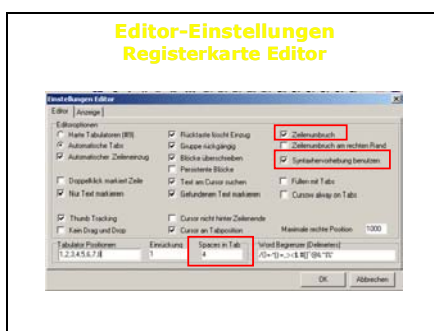 Editor-Einstellungen
Registerkarte Editor
Einstellungen Editor
Editor Anzeige
Editoroptionen
Harte Tabulatoren (#9)
Rücktaste löscht Einzug
Zeilenumbruch
Automatische Tabs
Gruppe rückgängig
Zeilenumbruch am rechten Rand
Automatischer Zeileneinzug
Blöcke überschreiben
Syntaxhervorhebung benutzen
Persistente Blöcke
Doppelklick markiert Zeile
Text am Cursor suchen
Füllen mit Tabs
Nur Text markieren
Gefundenen Text markieren
Cursor alway on Tabs
Thumb Tracking
Cursor nicht hinter Zeilenende
Kein Drag und Drop
Cursor an Tabposition
Maximale rechte Position 1000
Tabulator Positionen
Einrückung
Spaces in Tab
Word Begrenzer (Delimeters)
1,2,3,4,5,6,7,8
1
4
OK
Abbrechen